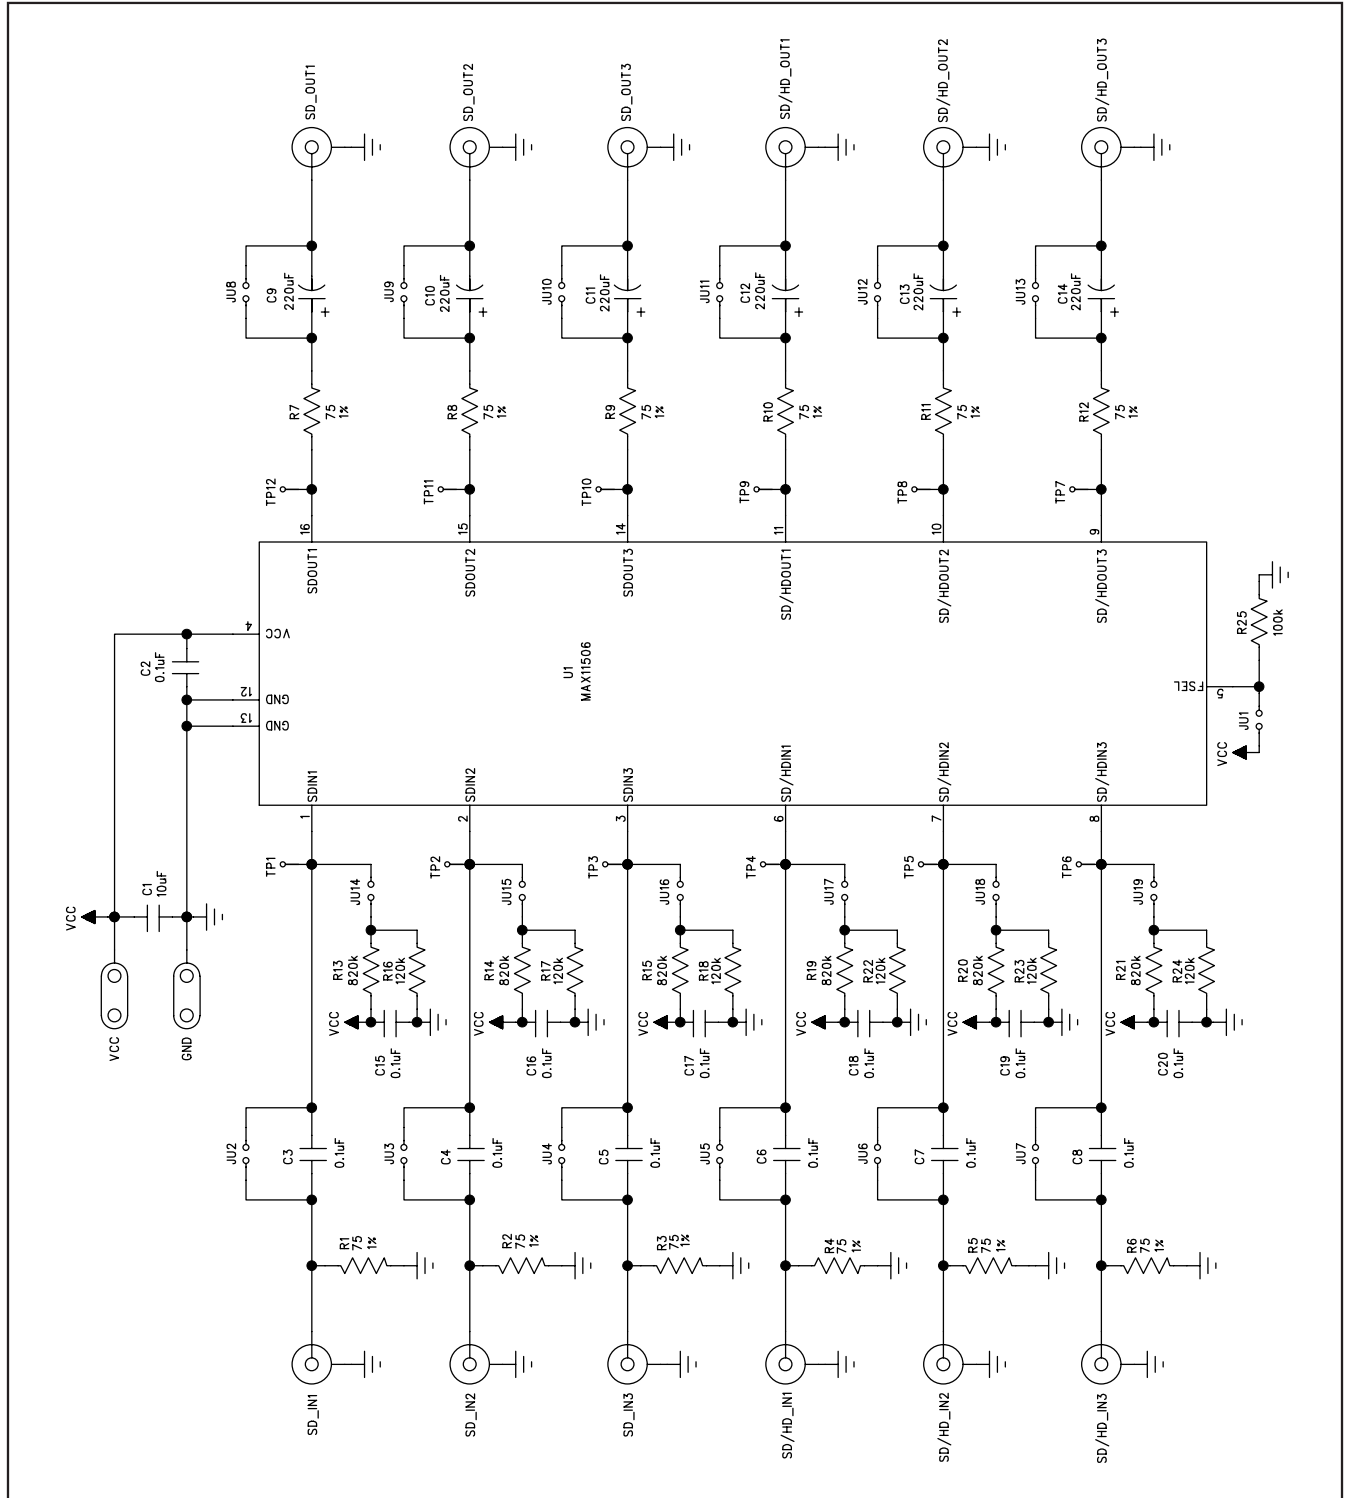 SD_OUT1
SD_OUT2
SD_OUT3
SD/HD_OUT1
SD/HD_OUT2
SD/HD_OUT3
JU8
C9
220uF
+
JU9
C10
220uF
+
JU10
C11
220uF
+
JU11
C12
220uF
+
JU12
C13
220uF
+
JU13
C14
220uF
+
R7
75
1%
R8
75
1%
R9
75
1%
R10
75
1%
R11
75
1%
R12
75
1%
TP12
TP11
TP10
TP9
TP8
TP7
16
15
14
11
10
9
SDOUT1
SDOUT2
SDOUT3
SD/HDOUT1
SD/HDOUT2
SD/HDOUT3
4
VCC
C2
0.1uF
12
GND
13
GND
U1
MAX11506
FSEL
5
R25
100k
JU1
VCC
SDIN1
SDIN2
SDIN3
SD/HDIN1
SD/HDIN2
SD/HDIN3
1
2
3
6
7
8
VCC
C1
10uF
VCC
GND
TP1
TP2
TP3
TP4
TP5
TP6
JU14
JU15
JU16
JU17
JU18
JU19
R13
820k
R16
120k
R14
820k
R17
120k
R15
820k
R18
120k
R19
820k
R22
120k
R20
820k
R23
120k
R21
820k
R24
120k
VCC
VCC
VCC
VCC
VCC
VCC
C15
0.1uF
C16
0.1uF
C17
0.1uF
C18
0.1uF
C19
0.1uF
C20
0.1uF
JU2
C3
0.1uF
JU3
C4
0.1uF
JU4
C5
0.1uF
JU5
C6
0.1uF
JU6
C7
0.1uF
JU7
C8
0.1uF
R1
75
1%
R2
75
1%
R3
75
1%
R4
75
1%
R5
75
1%
R6
75
1%
SD_IN1
SD_IN2
SD_IN3
SD/HD_IN1
SD/HD_IN2
SD/HD_IN3